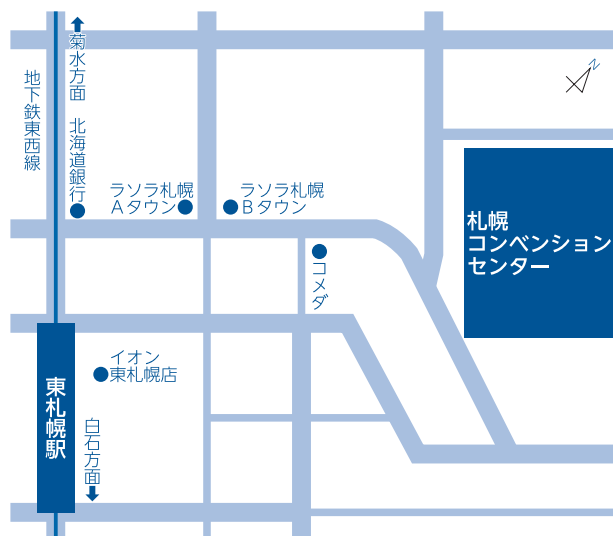 菊水方面
地下鉄東西線
北海道銀行
ラソラ札幌
Aタウン
ラソラ札幌
Bタウン
N
札幌
コンベンション
センター
コメダ
イオン
東札幌店
東札幌駅
白石方面